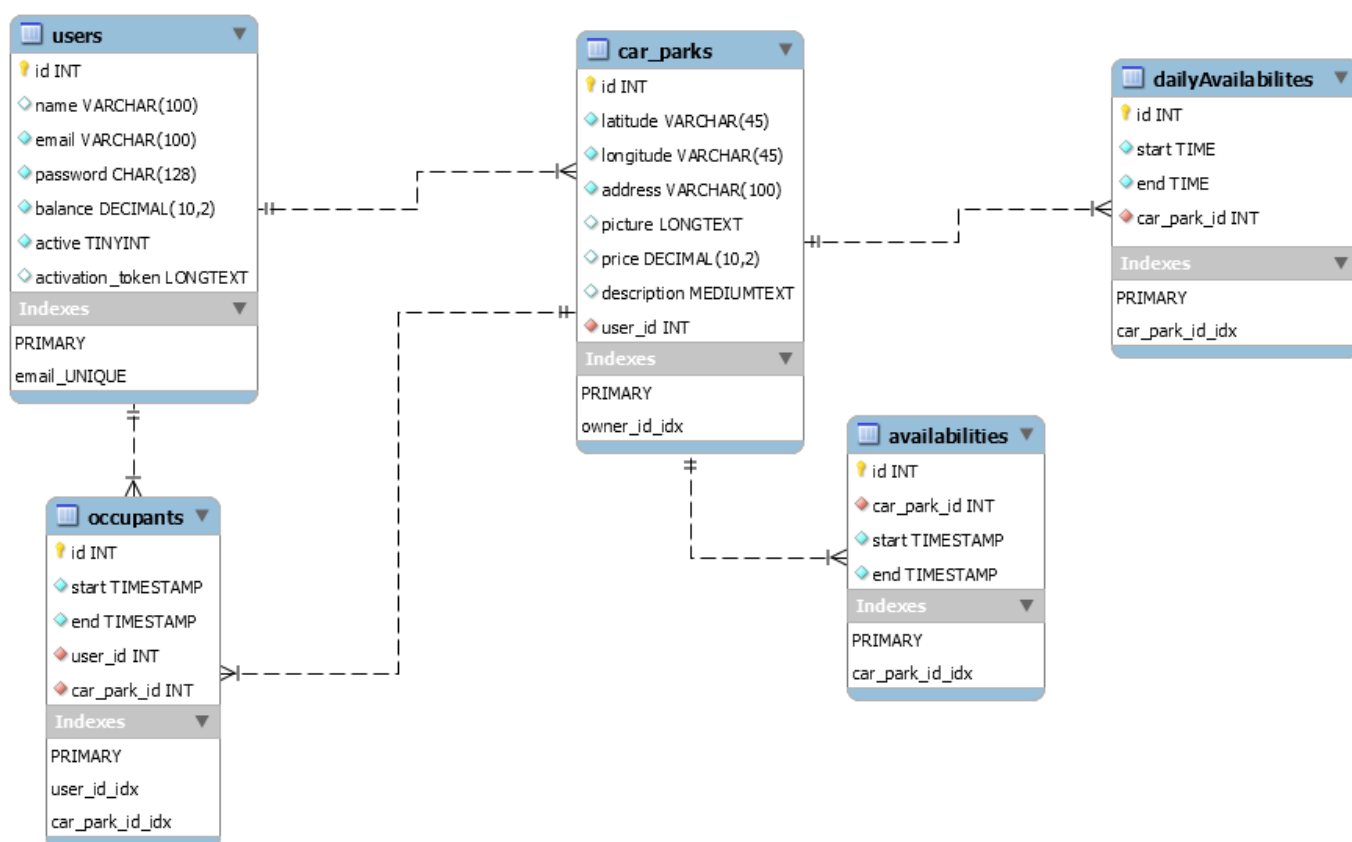 users
id INT
name VARCHAR(100)
email VARCHAR(100)
password CHAR(128)
balance DECIMAL(10,2)
active TINYINT
activation_token LONGTEXT
Indexes
PRIMARY
email_UNIQUE
car_parks
id INT
latitude VARCHAR(45)
longitude VARCHAR(45)
address VARCHAR(100)
picture LONGTEXT
price DECIMAL(10,2)
description MEDIUMTEXT
user_id INT
Indexes
PRIMARY
owner_id_idx
dailyAvailabilites
id INT
start TIME
end TIME
car_park_id INT
Indexes
PRIMARY
car_park_id_idx
availabilities
id INT
car_park_id INT
start TIMESTAMP
end TIMESTAMP
Indexes
PRIMARY
car_park_id_idx
occupants
id INT
start TIMESTAMP
end TIMESTAMP
user_id INT
car_park_id INT
Indexes
PRIMARY
user_id_idx
car_park_id_idx